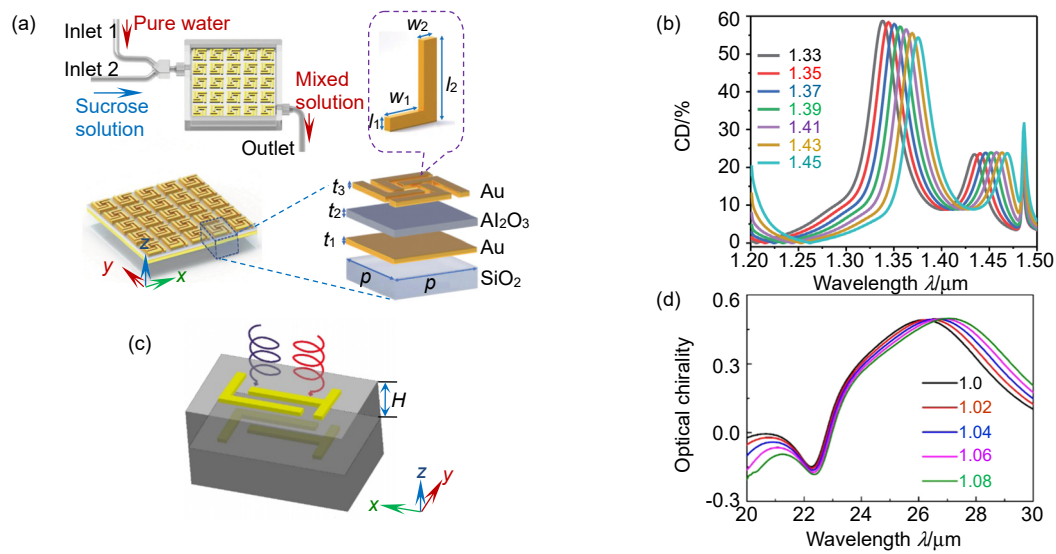 (a)
Inlet 1
Pure water
Inlet 2
Sucrose
solution
Mixed
solution
Outlet
w₂
w₁
l₂
l₁
t₃
Au
t₂
Al₂O₃
t₁
Au
p
p
SiO₂
z
y
x
(b)
CD/%
60
50
40
30
20
10
0
1.33
1.35
1.37
1.39
1.41
1.43
1.45
1.20
1.25
1.30
1.35
1.40
1.45
1.50
Wavelength λ/μm
(c)
H
z
y
x
(d)
Optical chirality
0.6
0.3
0.0
-0.3
1.0
1.02
1.04
1.06
1.08
20
22
24
26
28
30
Wavelength λ/μm